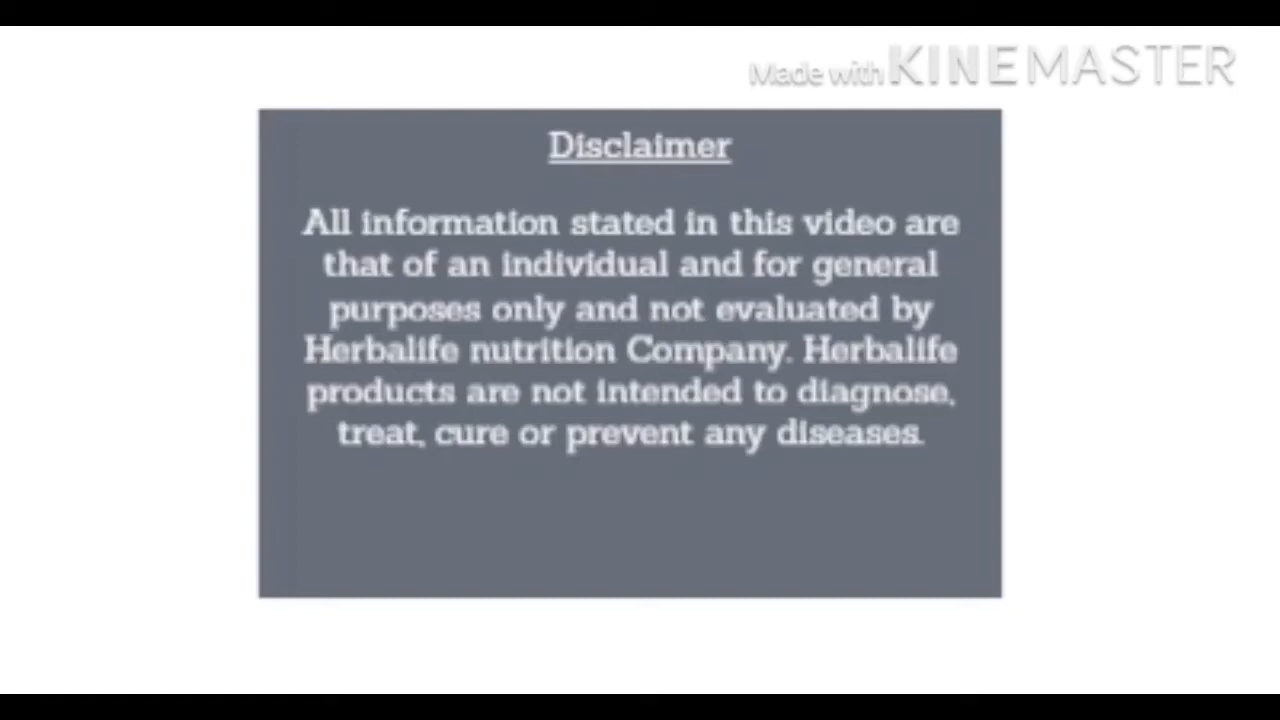 Made with KINEMASTER
Disclaimer
All information stated in this video are
that of an individual and for general
purposes only and not evaluated by
Herbalife nutrition Company. Herbalife
products are not intended to diagnose,
treat, cure or prevent any diseases.